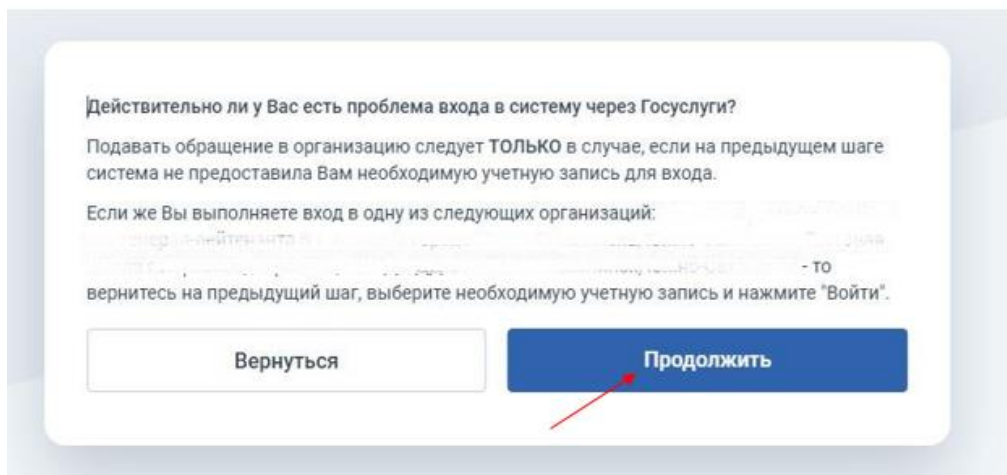 Действительно ли у Вас есть проблема входа в систему через Госуслуги?
Подавать обращение в организацию следует ТОЛЬКО в случае, если на предыдущем шаге
система не предоставила Вам необходимую учетную запись для входа.
Если же Вы выполняете вход в одну из следующих организаций:
- то
вернитесь на предыдущий шаг, выберите необходимую учетную запись и нажмите "Войти".
Вернуться
Продолжить